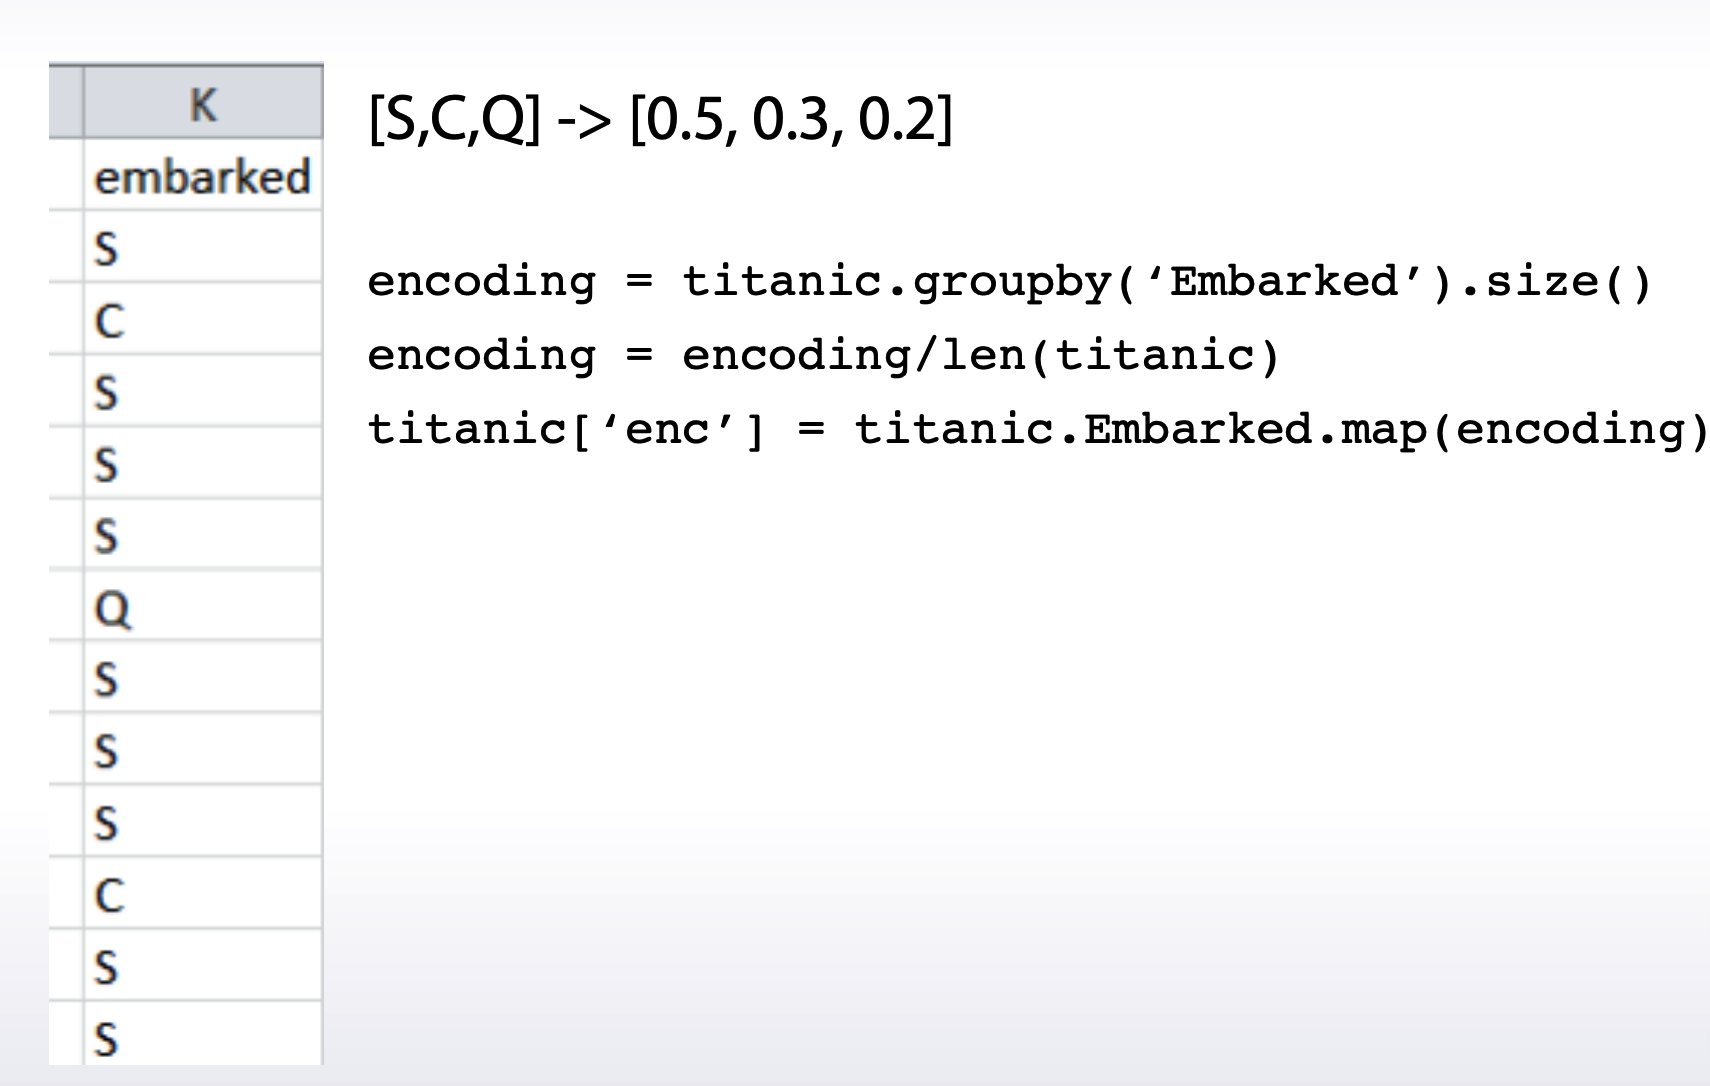 K
embarked
S
C
S
S
S
Q
S
S
S
C
S
S
[S,C,Q] -> [0.5, 0.3, 0.2]
encoding = titanic.groupby(‘Embarked’).size()
encoding = encoding/len(titanic)
titanic[‘enc’] = titanic.Embarked.map(encoding)